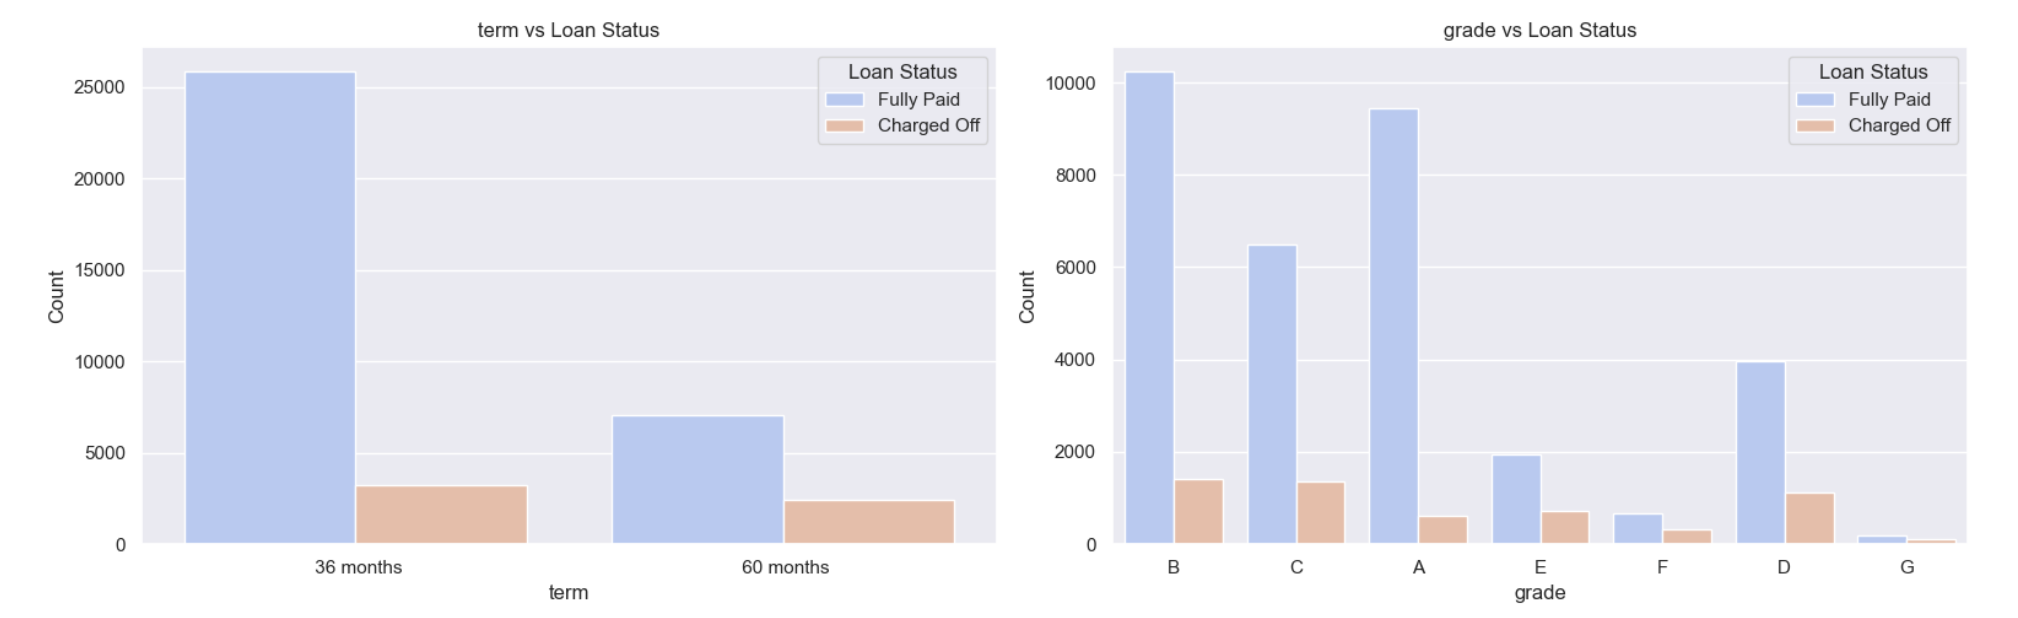 term vs Loan Status
Loan Status
Fully Paid
Charged Off
25000
20000
15000
10000
5000
0
Count
36 months
60 months
term
grade vs Loan Status
Loan Status
Fully Paid
Charged Off
10000
8000
6000
4000
2000
0
Count
B
C
A
E
F
D
G
grade